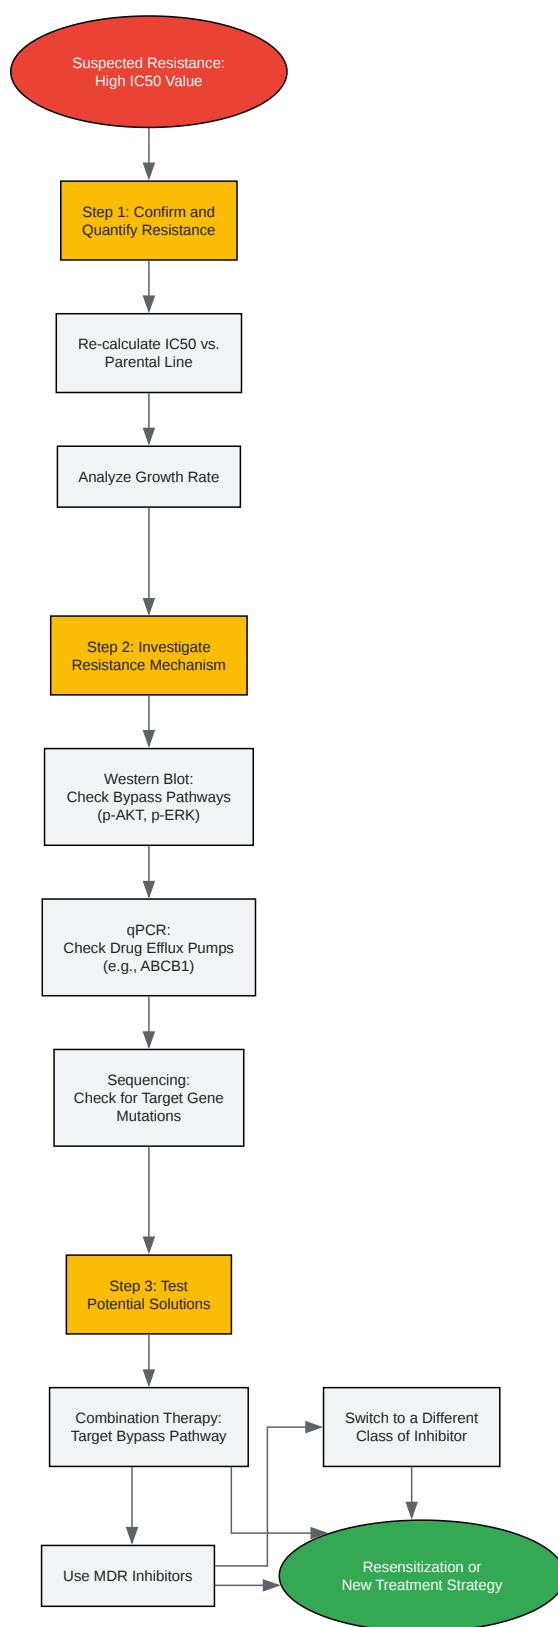 Suspected Resistance:
High IC50 Value
Step 1: Confirm and
Quantify Resistance
Re-calculate IC50 vs.
Parental Line
Analyze Growth Rate
Step 2: Investigate
Resistance Mechanism
Western Blot:
Check Bypass Pathways
(p-AKT, p-ERK)
qPCR:
Check Drug Efflux Pumps
(e.g., ABCB1)
Sequencing:
Check for Target Gene
Mutations
Step 3: Test
Potential Solutions
Combination Therapy:
Target Bypass Pathway
Switch to a Different
Class of Inhibitor
Use MDR Inhibitors
Resensitization or
New Treatment Strategy